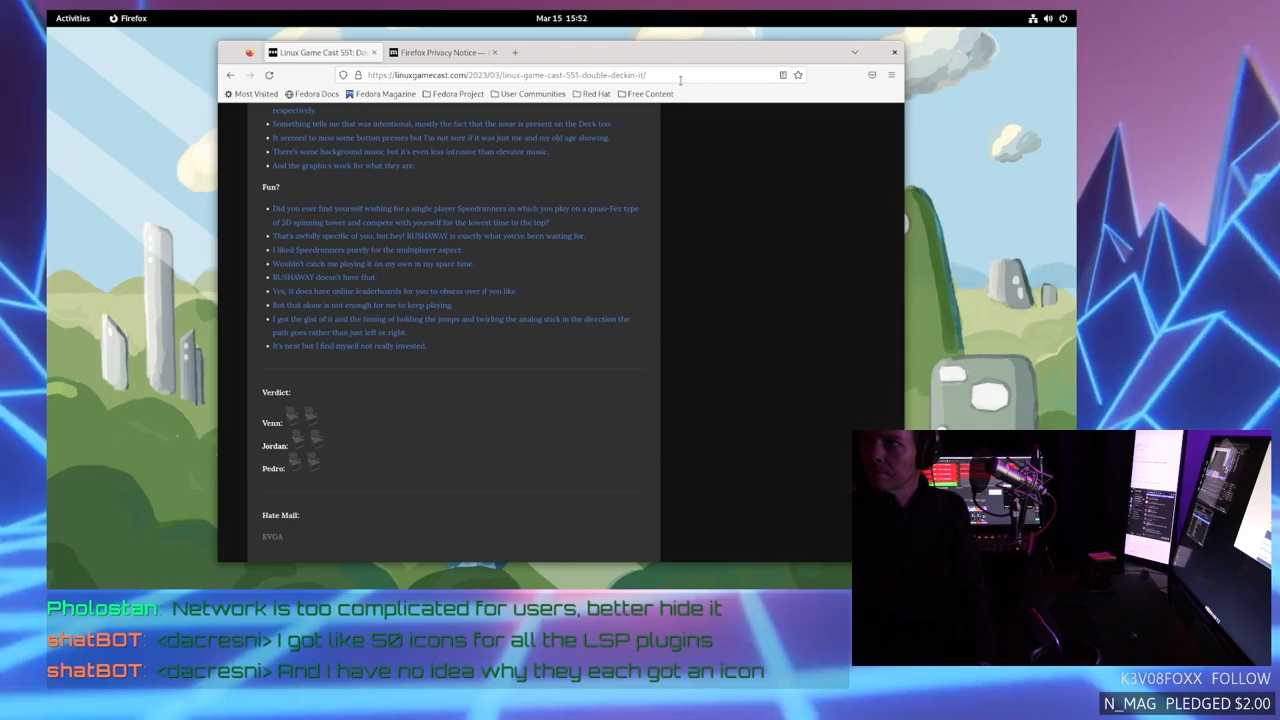 Activities
Firefox
Mar 15 15:52
Linux Game Cast 551: Dou
Firefox Privacy Notice —
https://linuxgamecast.com/2023/03/linux-game-cast-551-double-deckin-it/
Most Visited
Fedora Docs
Fedora Magazine
Fedora Project
User Communities
Red Hat
Free Content
respectively.
Something tells me that was intentional, mostly the fact that the issue is present on the Deck too.
It seemed to miss some button presses but I'm not sure if it was just me and my old age showing.
There's some background music but it's even less intrusive than elevator music.
And the graphics work for what they are.
Fun?
Did you ever find yourself wishing for a single player Speedrunners in which you play on a quasi-Fez type
of 3D spinning tower and compete with yourself for the lowest time to the top?
That's awfully specific of you, but hey! RUSHAWAY is exactly what you've been waiting for.
I liked Speedrunners purely for the multiplayer aspect.
Wouldn't catch me playing it on my own in my spare time.
RUSHAWAY doesn't have that.
Yes, it does have online leaderboards for you to obsess over if you like.
But that alone is not enough for me to keep playing.
I got the gist of it and the timing of holding the jumps and twirling the analog stick in the direction the
path goes rather than just left or right.
It's neat but I find myself not really invested.
Verdict:
Venn:
Jordan:
Pedro:
Hate Mail:
EVGA
Pholostan: Network is too complicated for users, better hide it
shatBOT: <dacresni> I got like 50 icons for all the LSP plugins
shatBOT: <dacresni> And I have no idea why they each got an icon
K3V08FOXX FOLLOW
N_MAG PLEDGED $2.00